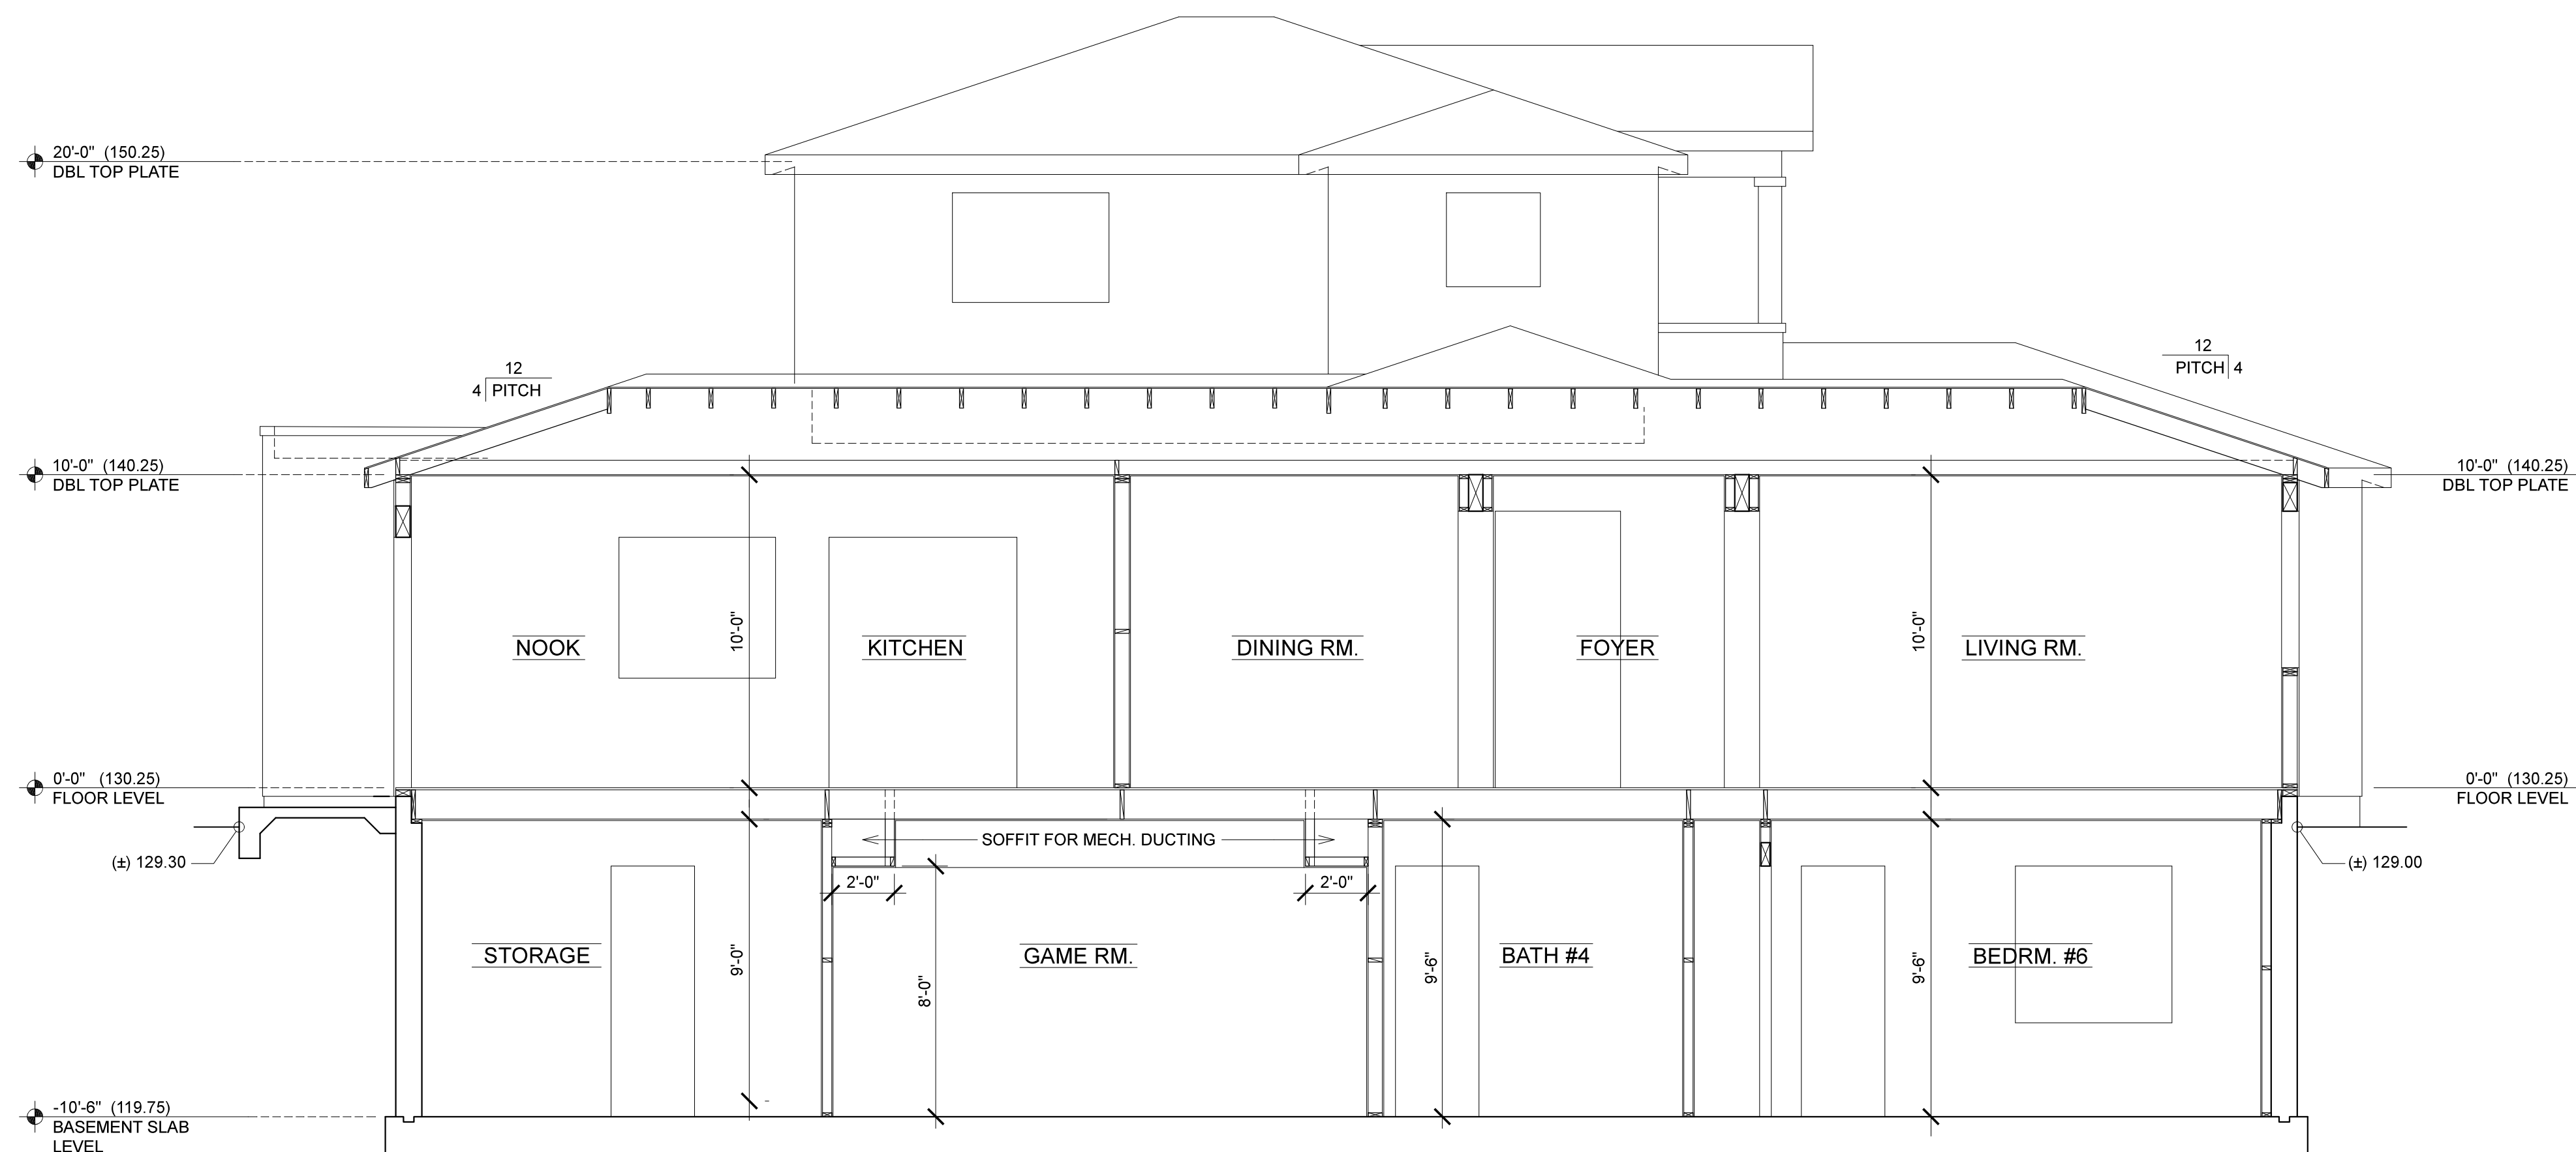 20'-0" (150.25)
DBL TOP PLATE
12
4 PITCH
12
PITCH 4
10'-0" (140.25)
DBL TOP PLATE
10'-0" (140.25)
DBL TOP PLATE
10'-0"
10'-0"
NOOK
KITCHEN
DINING RM.
FOYER
LIVING RM.
0'-0" (130.25)
FLOOR LEVEL
0'-0" (130.25)
FLOOR LEVEL
SOFFIT FOR MECH. DUCTING
(±) 129.30
(±) 129.00
2'-0"
2'-0"
STORAGE
9'-0"
8'-0"
GAME RM.
9'-6"
BATH #4
9'-6"
BEDRM. #6
-10'-6" (119.75)
BASEMENT SLAB
LEVEL